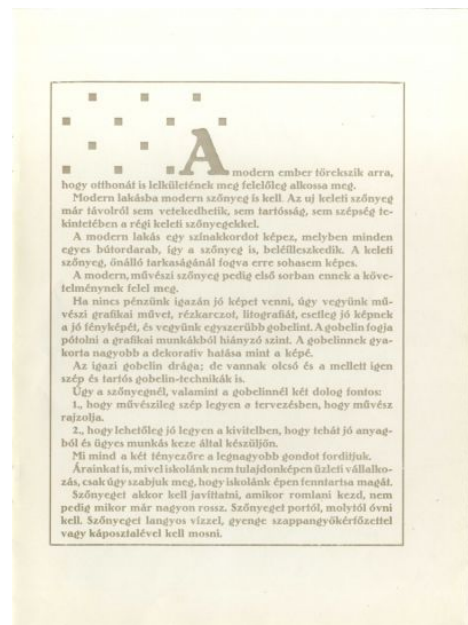 A modern ember törekszik arra,
hogy otthonát is lelkületének meg felelőleg alkossa meg.
Modern lakásba modern szőnyeg is kell. Az uj keleti szőnyeg
már távolról sem vetekedhetik, sem tartósság, sem szépség te-
kintetében a régi keleti szőnyegekkel.
A modern lakás egy színakkordot képez, melyben minden
egyes bútordarab, így a szőnyeg is, beléilleszkedik. A keleti
szőnyeg, önálló tarkaságánál fogva erre sohasem képes.
A modern, művészi szőnyeg pedig első sorban ennek a köve-
telménynek felel meg.
Ha nincs pénzünk igazán jó képet venni, úgy vegyünk mű-
vészi grafikai művet, rézkarczot, litografiát, esetleg jó képnek
a jó fényképét, és vegyünk egyszerűbb gobelint. A gobelin fogja
pótolni a grafikai munkákból hiányzó szint. A gobelinnek gya-
korta nagyobb a dekorativ hatása mint a képé.
Az igazi gobelin drága; de vannak olcsó és a mellett igen
szép és tartós gobelin-technikák is.
Úgy a szőnyegnél, valamint a gobelinnél két dolog fontos:
1., hogy művészileg szép legyen a tervezésben, hogy művész
rajzolja.
2., hogy lehetőleg jó legyen a kivitelben, hogy tehát jó anyag-
ból és ügyes munkás keze által készüljön.
Mi mind a két tényezőre a legnagyobb gondot fordítjuk.
Árainkat is, mivel iskolánk nem tulajdonképen üzleti vállalko-
zás, csak úgy szabjuk meg, hogy iskolánk épen fenntartsa magát.
Szőnyeget akkor kell javíttatni, amikor romlani kezd, nem
pedig mikor már nagyon rossz. Szőnyeget portól, molytól óvni
kell. Szőnyeget langyos vízzel, gyenge szappangyökérfőzettel
vagy káposztalével kell mosni.